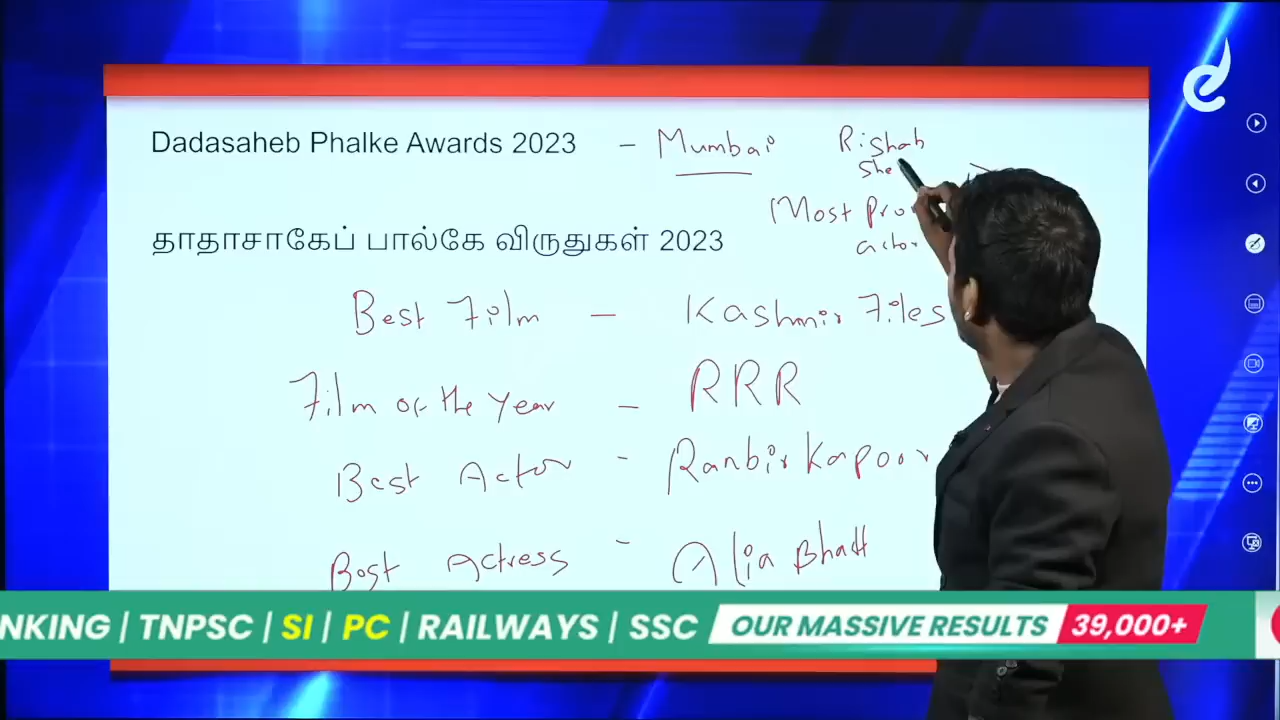 Dadasaheb Phalke Awards 2023 – Mumbai
Rishab
She
தாதாசாகேப் பால்கே விருதுகள் 2023
Most
actor
Best Film – Kashmir Files
Film of the Year – RRR
Best Actor - Ranbir Kapoor
Best Actress - Alia Bhatt
NKING | TNPSC | SI | PC | RAILWAYS | SSC
OUR MASSIVE RESULTS 39,000+